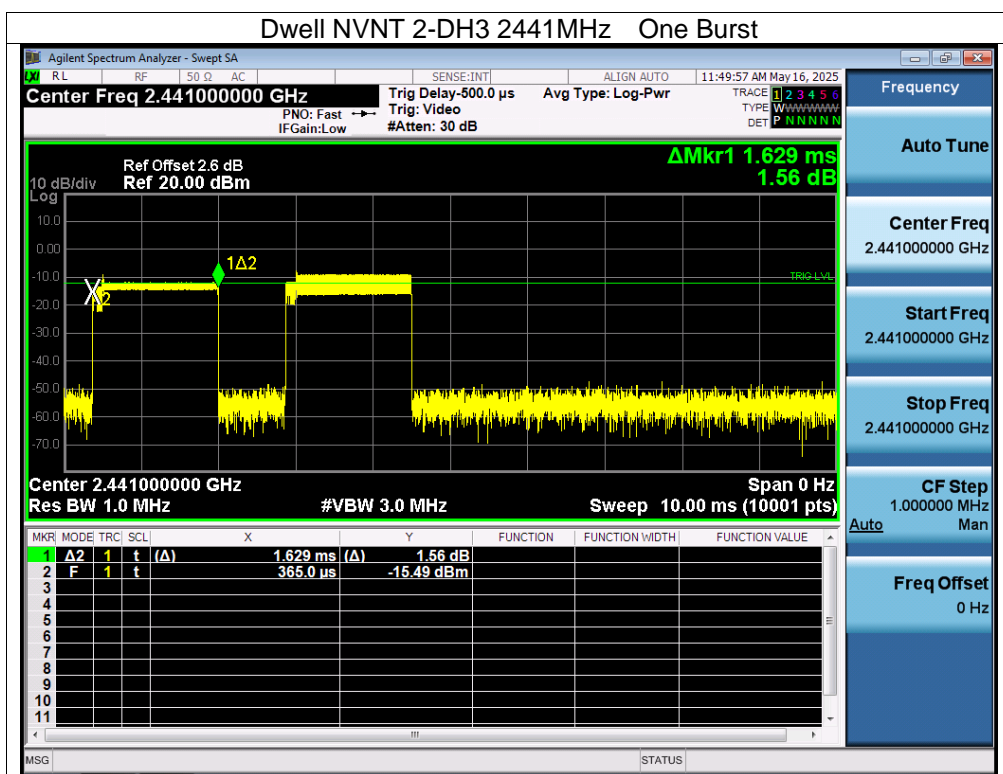 Dwell NVNT 2-DH3 2441MHz One Burst
Agilent Spectrum Analyzer - Swept SA
LXI RL RF 50 Ω AC SENSE:INT ALIGN AUTO 11:49:57 AM May 16, 2025
Center Freq 2.441000000 GHz Trig Delay-500.0 µs Avg Type: Log-Pwr TRACE 1 2 3 4 5 6
PNO: Fast Trig: Video TYPE WWWWWWW
IFGain:Low #Atten: 30 dB DET P N N N N N
Frequency
Auto Tune
Center Freq
2.441000000 GHz
Start Freq
2.441000000 GHz
Stop Freq
2.441000000 GHz
CF Step
1.000000 MHz
Auto Man
Freq Offset
0 Hz
ΔMkr1 1.629 ms
1.56 dB
Ref Offset 2.6 dB
10 dB/div Ref 20.00 dBm
Log
10.0
0.00
-10.0
-20.0
-30.0
-40.0
-50.0
-60.0
-70.0
1Δ2
2
TRIG LVL
Center 2.441000000 GHz Span 0 Hz
Res BW 1.0 MHz #VBW 3.0 MHz Sweep 10.00 ms (10001 pts)
MKR MODE TRC SCL X Y FUNCTION FUNCTION WIDTH FUNCTION VALUE
1 Δ2 1 t (Δ) 1.629 ms (Δ) 1.56 dB
2 F 1 t 365.0 µs -15.49 dBm
3
4
5
6
7
8
9
10
11
MSG STATUS